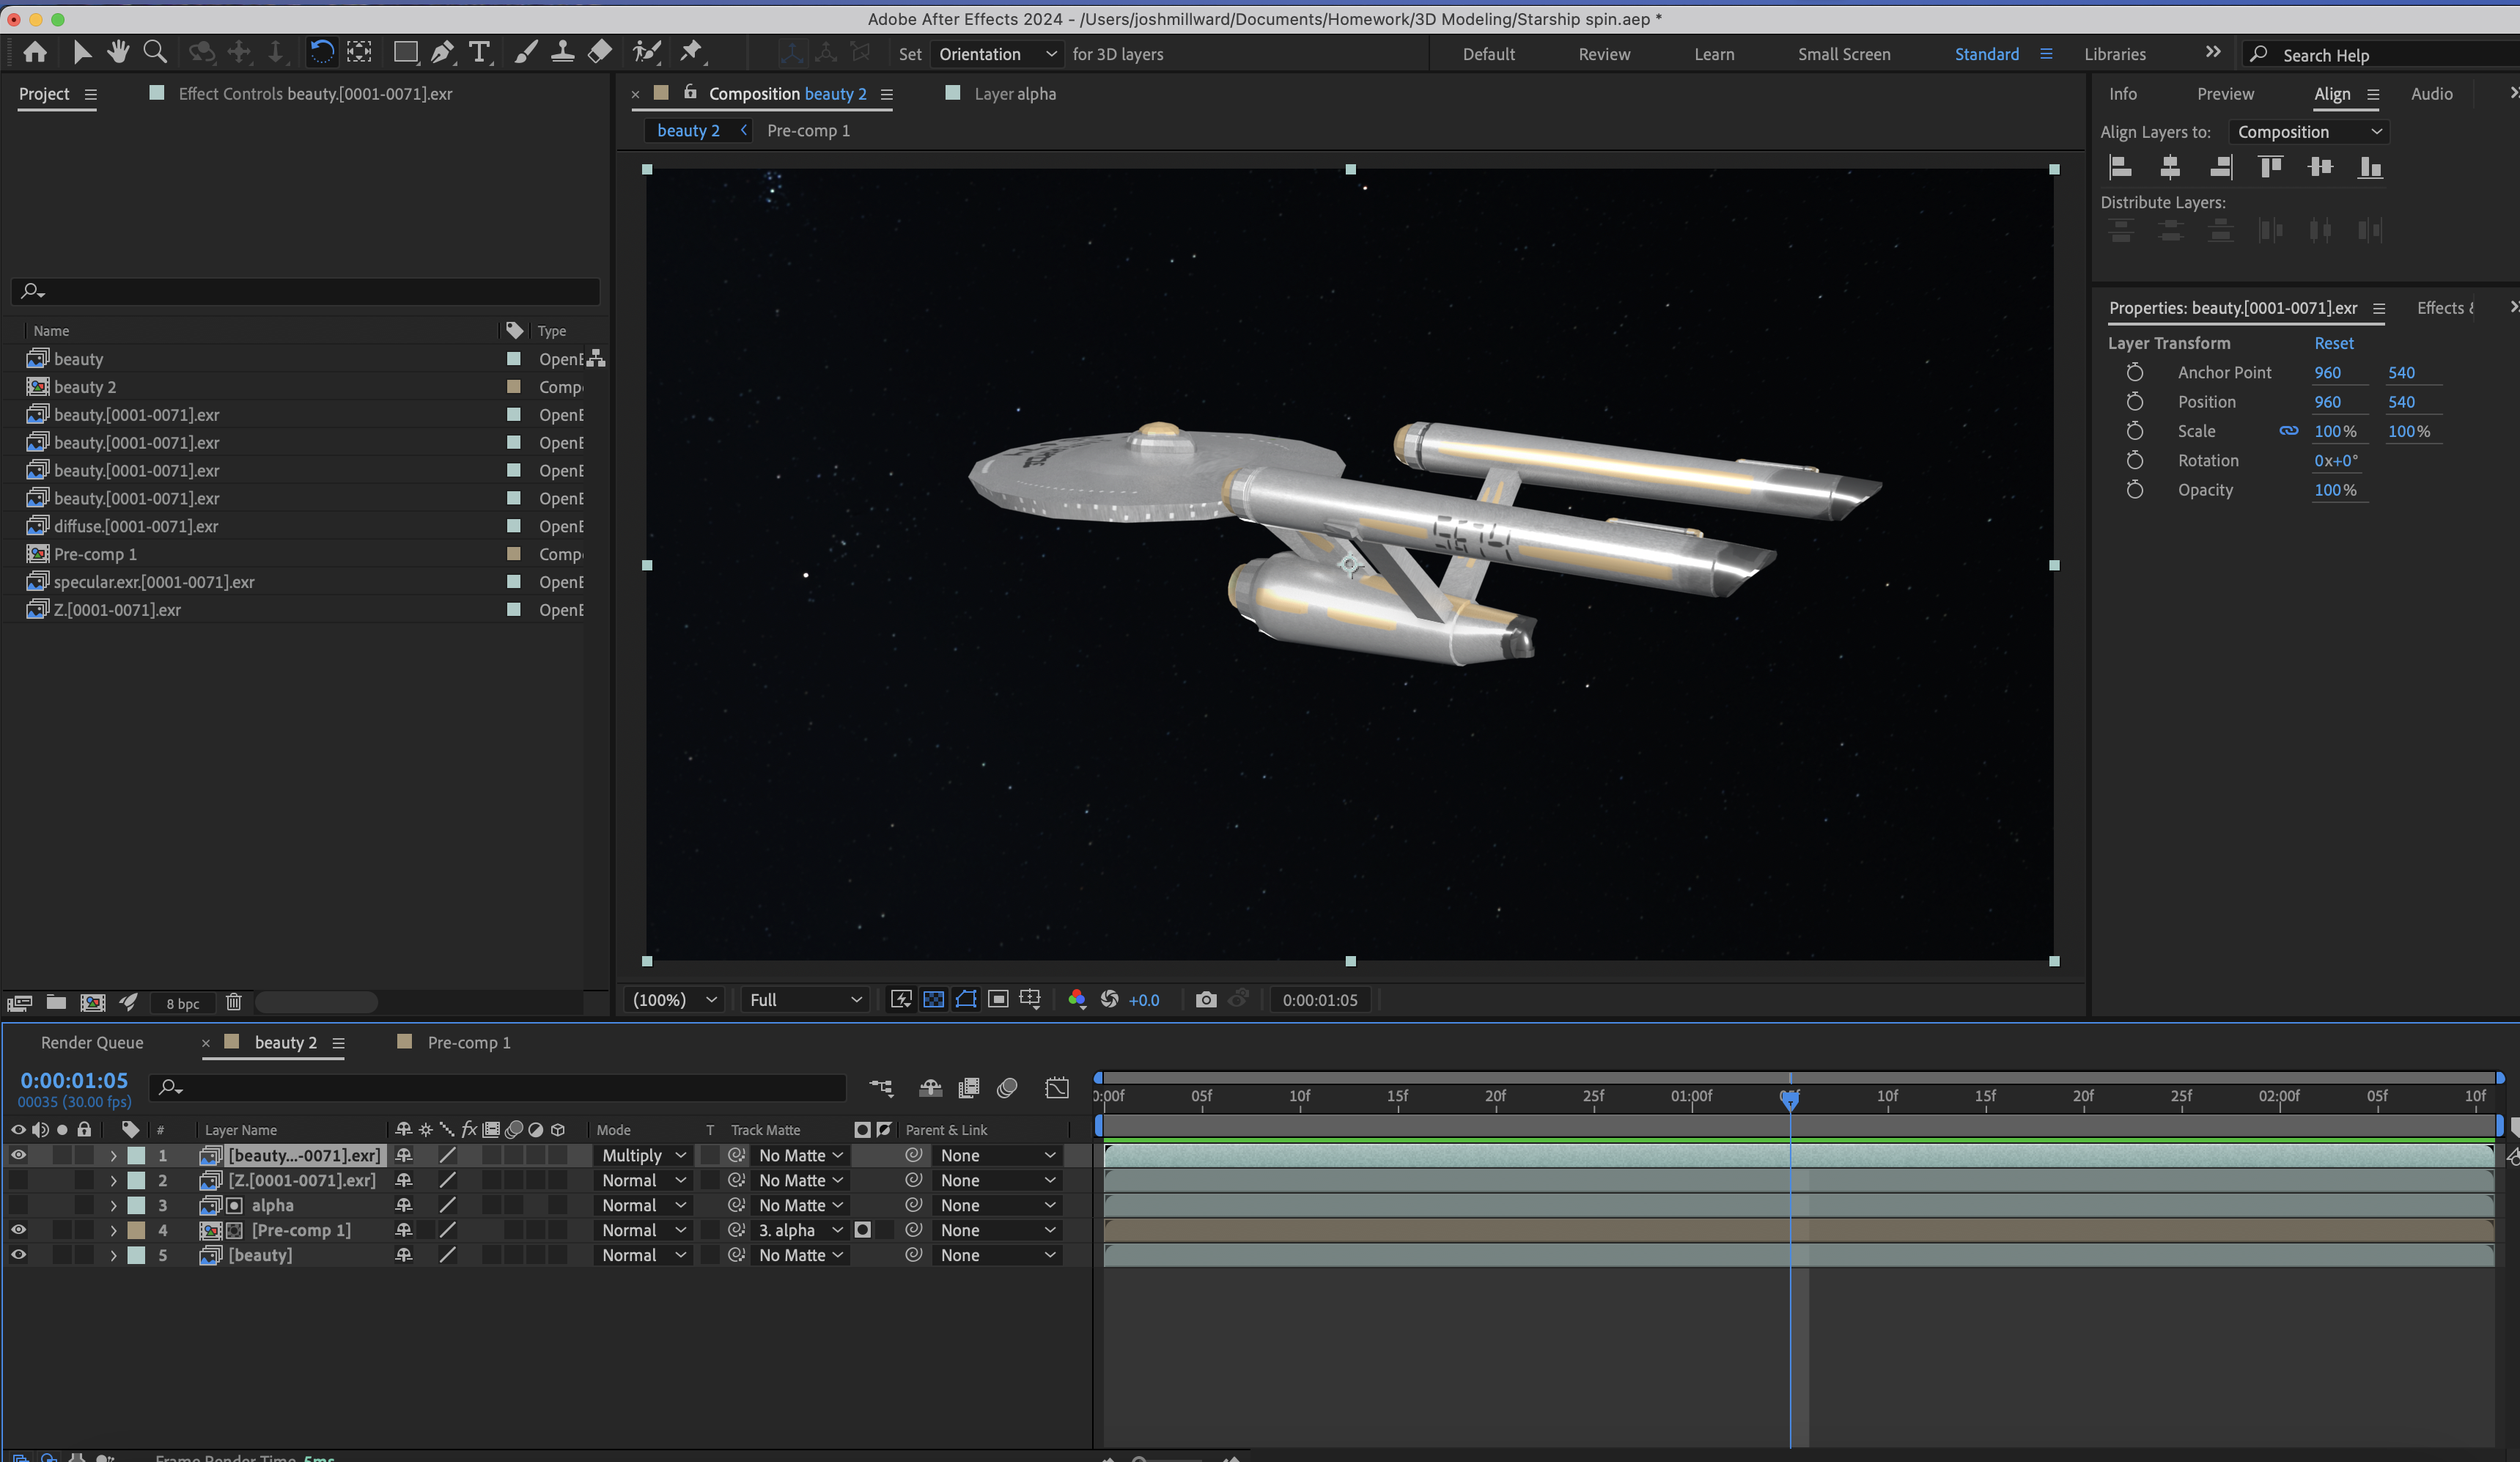 Adobe After Effects 2024 - /Users/joshmillward/Documents/Homework/3D Modeling/Starship spin.aep *
Set Orientation for 3D layers
Default Review Learn Small Screen Standard Libraries Search Help
Project Effect Controls beauty.[0001-0071].exr
Composition beauty 2 Layer alpha
beauty 2 Pre-comp 1
Info Preview Align Audio
Align Layers to: Composition
Distribute Layers:
Properties: beauty.[0001-0071].exr Effects &
Layer Transform Reset
Anchor Point 960 540
Position 960 540
Scale 100% 100%
Rotation 0x+0°
Opacity 100%
Name Type
beauty OpenE
beauty 2 Comp
beauty.[0001-0071].exr OpenE
beauty.[0001-0071].exr OpenE
beauty.[0001-0071].exr OpenE
beauty.[0001-0071].exr OpenE
diffuse.[0001-0071].exr OpenE
Pre-comp 1 Comp
specular.exr.[0001-0071].exr OpenE
Z.[0001-0071].exr OpenE
8 bpc
(100%) Full +0.0 0:00:01:05
Render Queue beauty 2 Pre-comp 1
0:00:01:05
00035 (30.00 fps)
0:00f 05f 10f 15f 20f 25f 01:00f 05f 10f 15f 20f 25f 02:00f 05f 10f
# Layer Name fx Mode T Track Matte Parent & Link
1 [beauty...-0071].exr] Multiply No Matte None
2 [Z.[0001-0071].exr] Normal No Matte None
3 alpha Normal No Matte None
4 [Pre-comp 1] Normal 3. alpha None
5 [beauty] Normal No Matte None
Frame Render Time 5ms